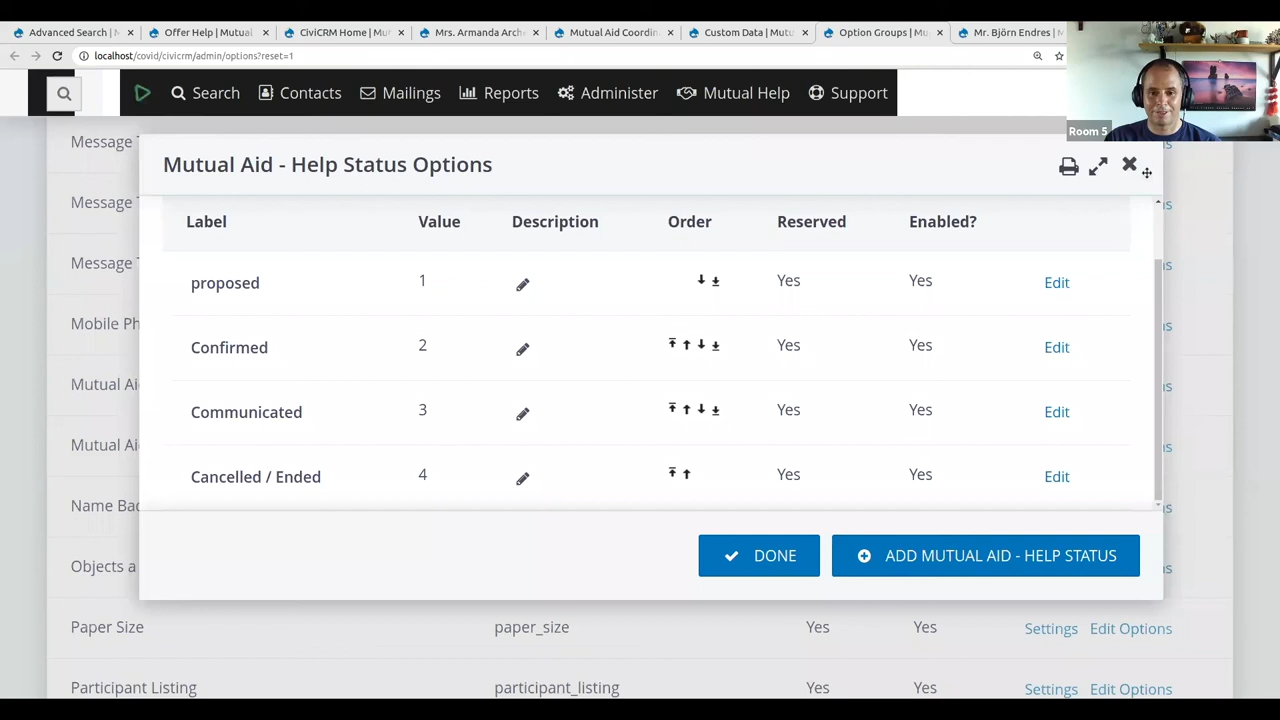 Advanced Search | M
Offer Help | Mutual
CiviCRM Home | Mu
Mrs. Armanda Arch
Mutual Aid Coordin
Custom Data | Mutu
Option Groups | Mu
Mr. Björn Endres | M
localhost/covid/civicrm/admin/options?reset=1
Search
Contacts
Mailings
Reports
Administer
Mutual Help
Support
Room 5
Message T
Mutual Aid - Help Status Options
Message
Label Value Description Order Reserved Enabled?
Message T
proposed 1 Yes Yes Edit
Mobile Ph
Confirmed 2 Yes Yes Edit
Mutual Ai
Communicated 3 Yes Yes Edit
Mutual Ai
Cancelled / Ended 4 Yes Yes Edit
Name Bac
DONE
ADD MUTUAL AID - HELP STATUS
Objects a
Paper Size paper_size Yes Yes Settings Edit Options
Participant Listing participant_listing Yes Yes Settings Edit Options